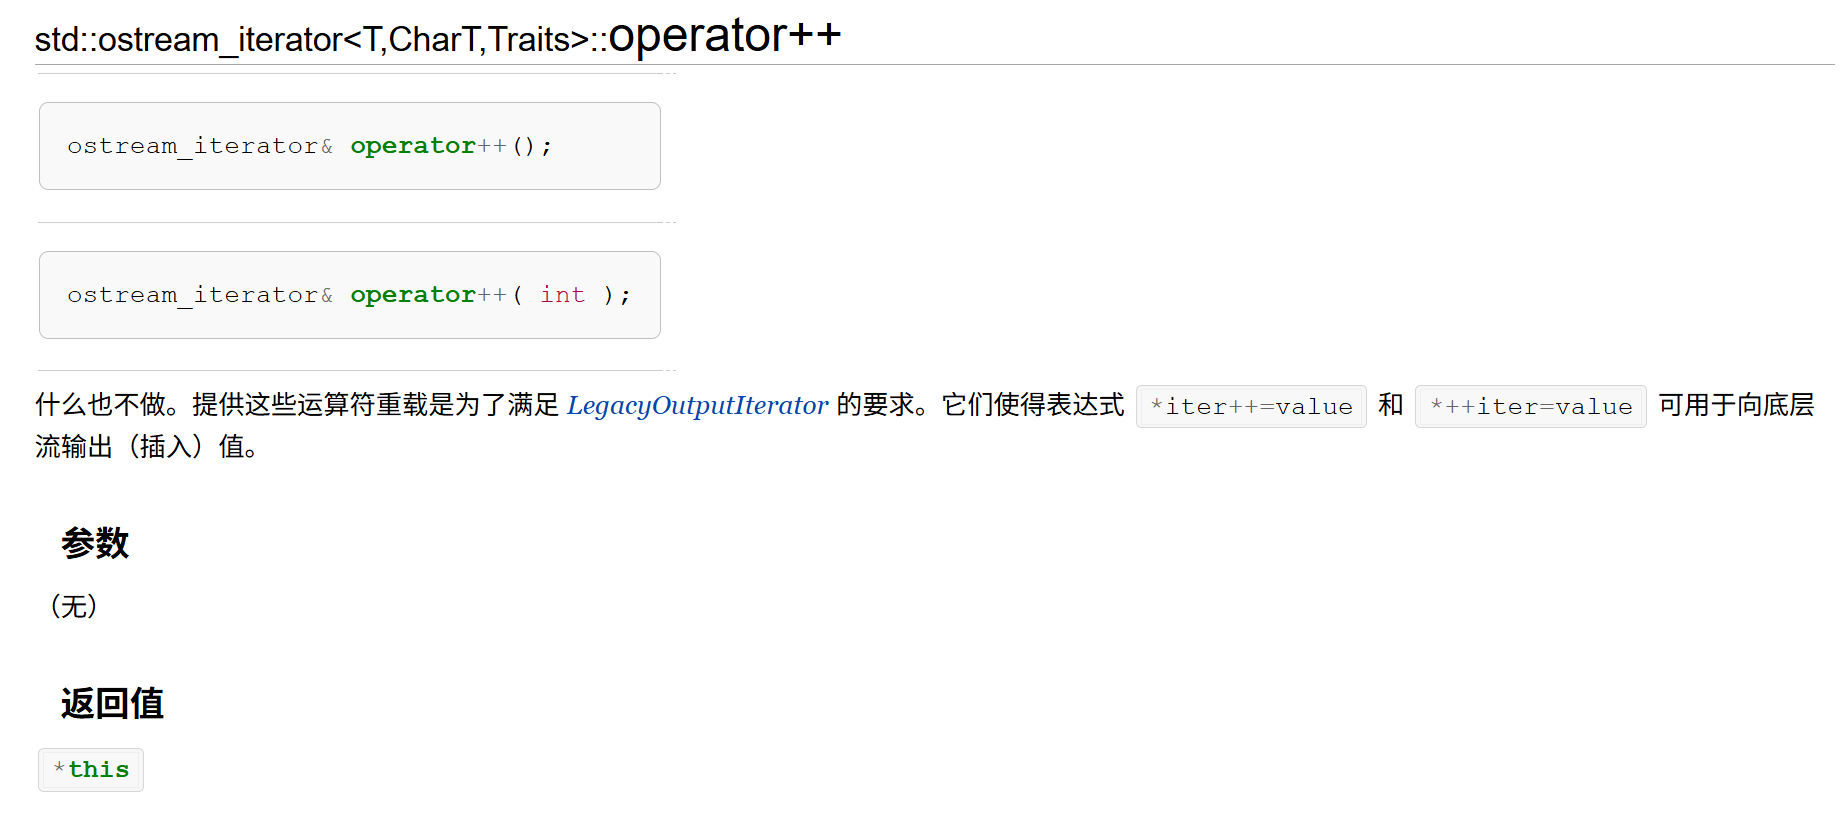 std::ostream_iterator<T,CharT,Traits>::operator++
ostream_iterator& operator++();
ostream_iterator& operator++( int );
什么也不做。提供这些运算符重载是为了满足 LegacyOutputIterator 的要求。它们使得表达式 *iter++=value 和 *++iter=value 可用于向底层
流输出（插入）值。
参数
（无）
返回值
*this